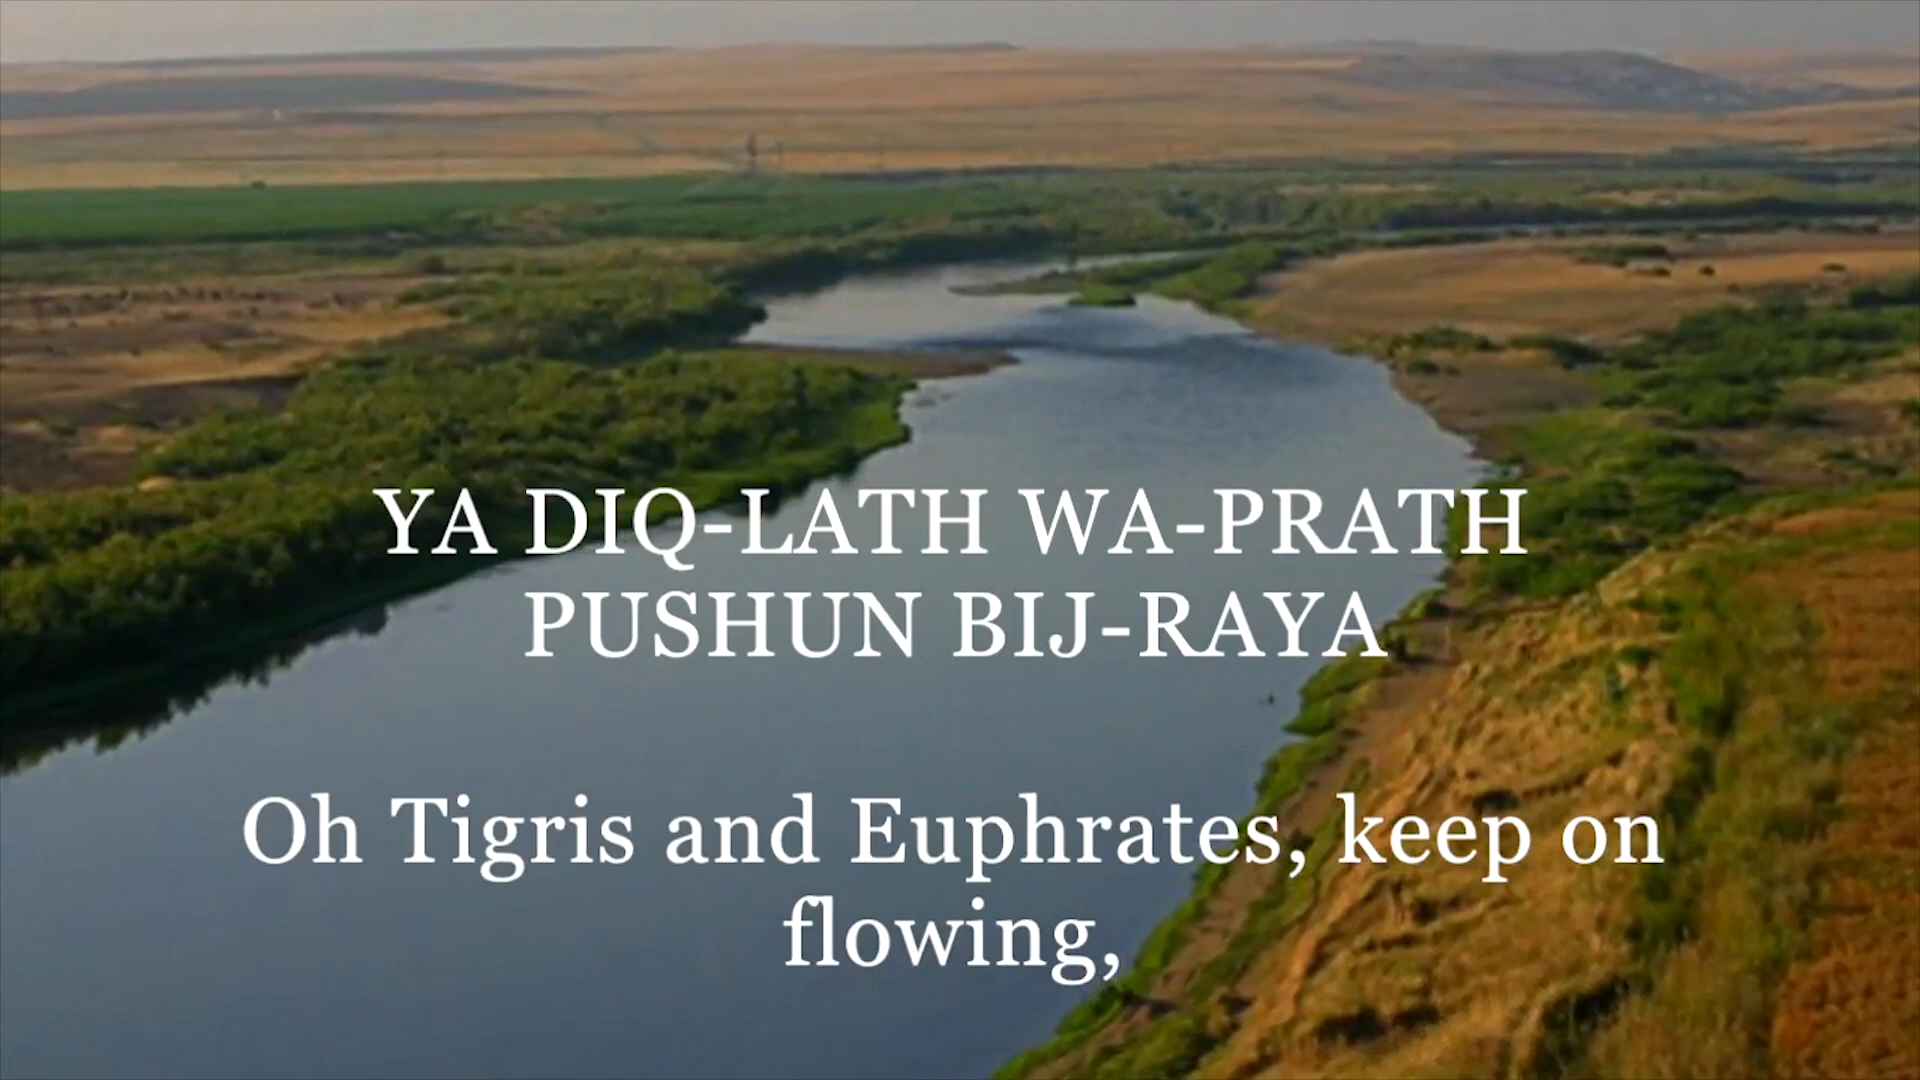 YA DIQ-LATH WA-PRATH
PUSHUN BIJ-RAYA
Oh Tigris and Euphrates, keep on
flowing,